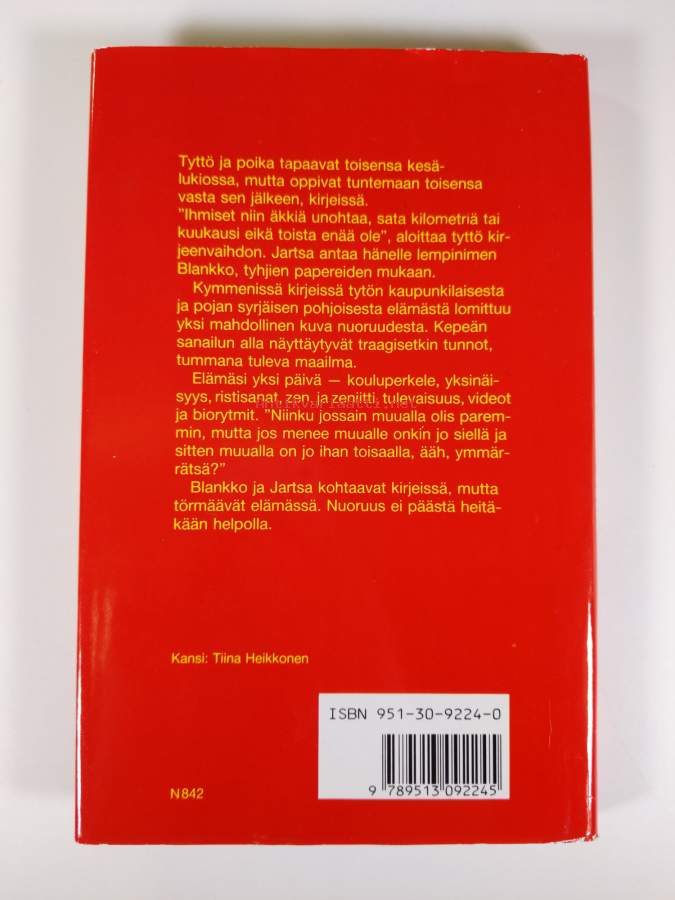 Tyttö ja poika tapaavat toisensa kesä-
lukiossa, mutta oppivat tuntemaan toisensa
vasta sen jälkeen, kirjeissä.
"Ihmiset niin äkkiä unohtaa, sata kilometriä tai
kuukausi eikä toista enää ole", aloittaa tyttö kir-
jeenvaihdon. Jartsa antaa hänelle lempinimen
Blankko, tyhjien papereiden mukaan.
Kymmenissä kirjeissä tytön kaupunkilaisesta
ja pojan syrjäisen pohjoisesta elämästä lomittuu
yksi mahdollinen kuva nuoruudesta. Kepeän
sanailun alla näyttäytyvät traagisetkin tunnot,
tummana tuleva maailma.
Elämäsi yksi päivä — kouluperkele, yksinäi-
syys, ristisanat, zen ja zeniitti, tulevaisuus, videot
antikvariaatti.net
ja biorytmit. "Niinku jossain muualla olis parem-
min, mutta jos menee muualle onkin jo siellä ja
sitten muualla on jo ihan toisaalla, ääh, ymmär-
rätsä?"
Blankko ja Jartsa kohtaavat kirjeissä, mutta
törmäävät elämässä. Nuoruus ei päästä heitä-
kään helpolla.
Kansi: Tiina Heikkonen
ISBN 951-30-9224-0
9 789513 092245
N842